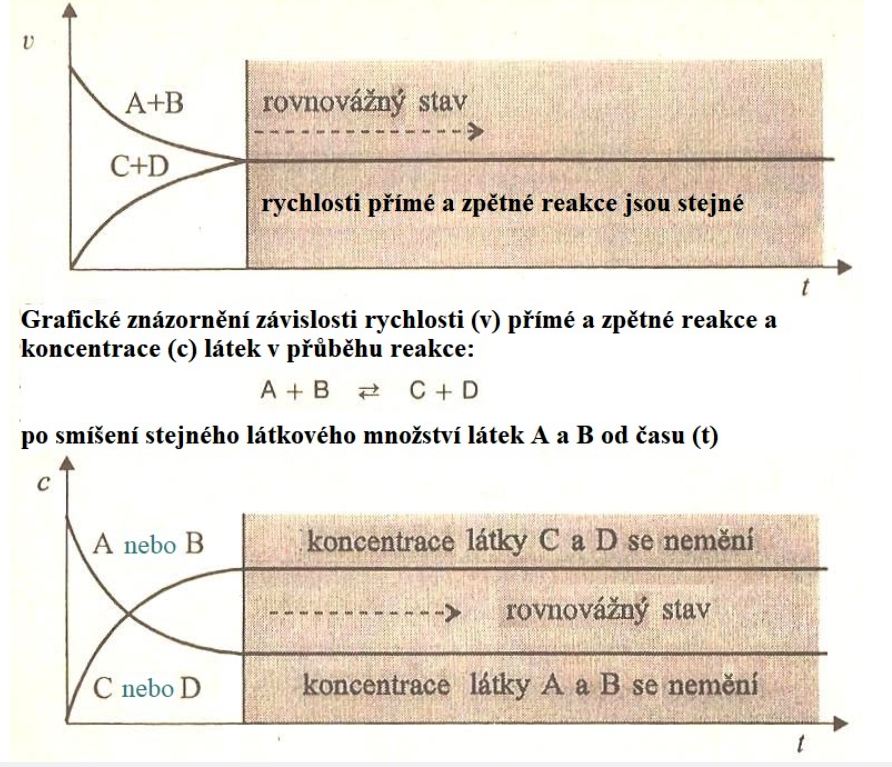 v
A+B
rovnovážný stav
C+D
rychlosti přímé a zpětné reakce jsou stejné
t
Grafické znázornění závislosti rychlosti (v) přímé a zpětné reakce a
koncentrace (c) látek v průběhu reakce:
A + B ⇄ C + D
po smíšení stejného látkového množství látek A a B od času (t)
c
A nebo B
koncentrace látky C a D se nemění
rovnovážný stav
C nebo D
koncentrace látky A a B se nemění
t